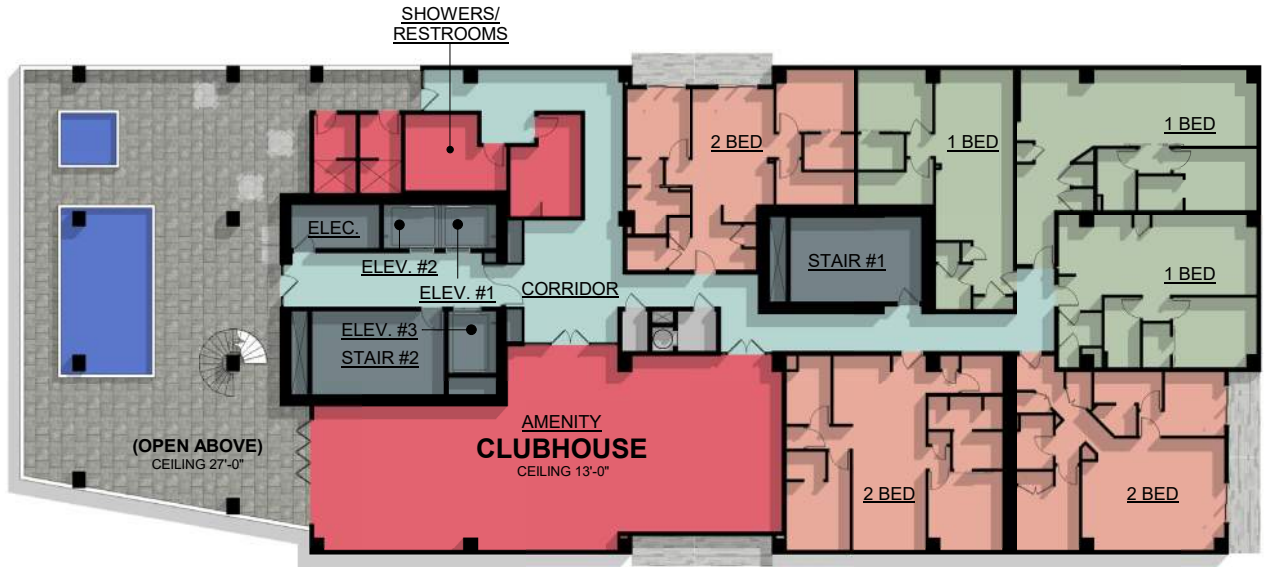 SHOWERS/
RESTROOMS
2 BED
1 BED
1 BED
ELEC.
ELEV. #2
ELEV. #1
CORRIDOR
STAIR #1
1 BED
ELEV. #3
STAIR #2
AMENITY
CLUBHOUSE
CEILING 13'-0"
(OPEN ABOVE)
CEILING 27'-0"
2 BED
2 BED